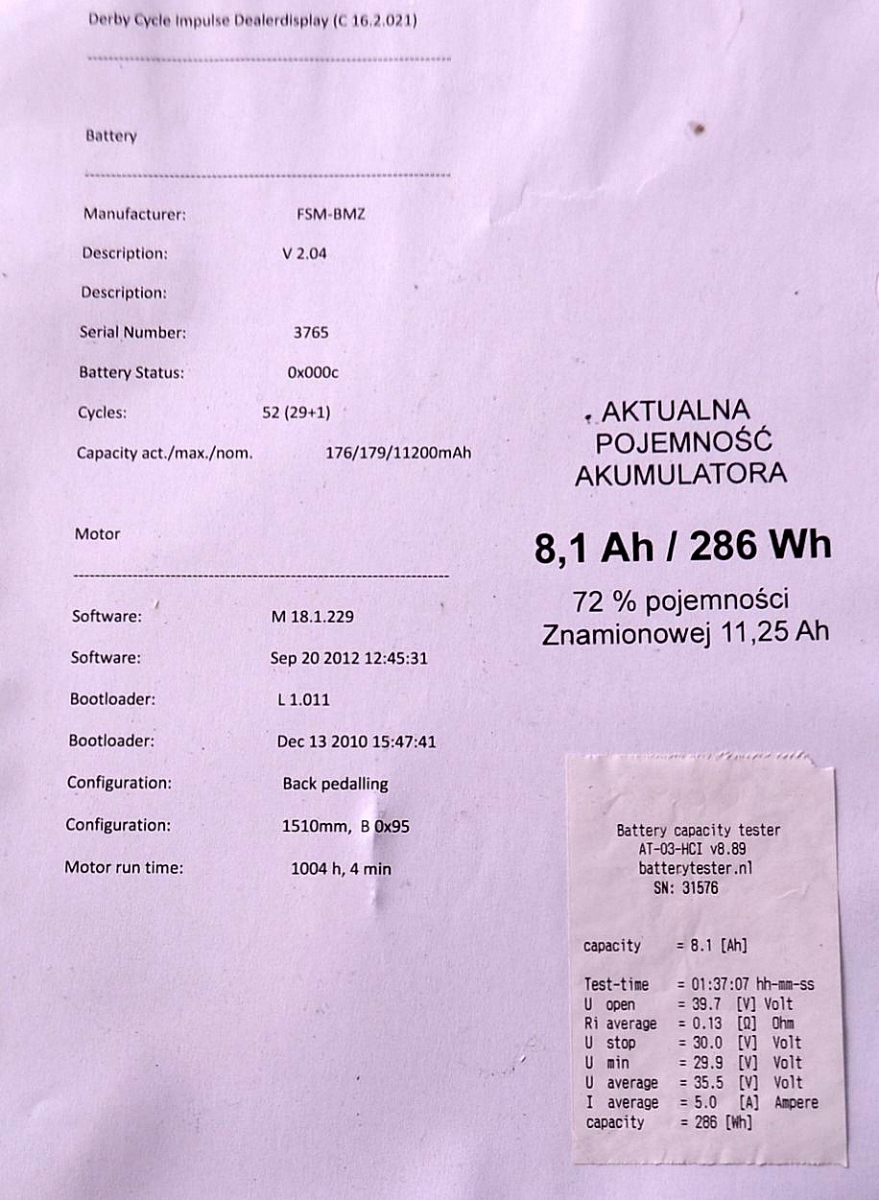 Derby Cycle Impulse Dealerdisplay (C 16.2.021)
Battery
Manufacturer: FSM-BMZ
Description: V 2.04
Description:
Serial Number: 3765
Battery Status: 0x000c
Cycles: 52 (29+1)
Capacity act./max./nom. 176/179/11200mAh
Motor
Software: M 18.1.229
Software: Sep 20 2012 12:45:31
Bootloader: L 1.011
Bootloader: Dec 13 2010 15:47:41
Configuration: Back pedalling
Configuration: 1510mm, B 0x95
Motor run time: 1004 h, 4 min
AKTUALNA
POJEMNOŚĆ
AKUMULATORA
8,1 Ah / 286 Wh
72 % pojemności
Znamionowej 11,25 Ah
Battery capacity tester
AT-03-HCI v8.89
batterytester.nl
SN: 31576
capacity = 8.1 [Ah]
Test-time = 01:37:07 hh-mm-ss
U open = 39.7 [V] Volt
Ri average = 0.13 [Ω] Ohm
U stop = 30.0 [V] Volt
U min = 29.9 [V] Volt
U average = 35.5 [V] Volt
I average = 5.0 [A] Ampere
capacity = 286 [Wh]